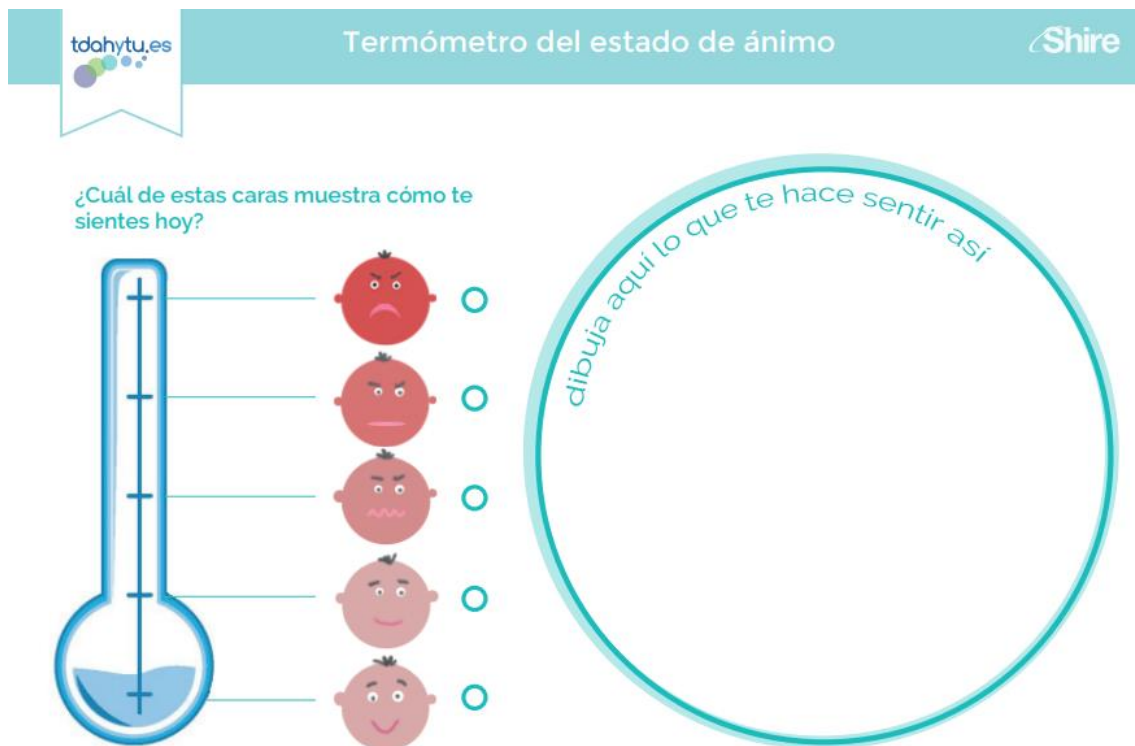 tdahytu.es
Termómetro del estado de ánimo
Shire
¿Cuál de estas caras muestra cómo te
sientes hoy?
dibuja aquí lo que te hace sentir así